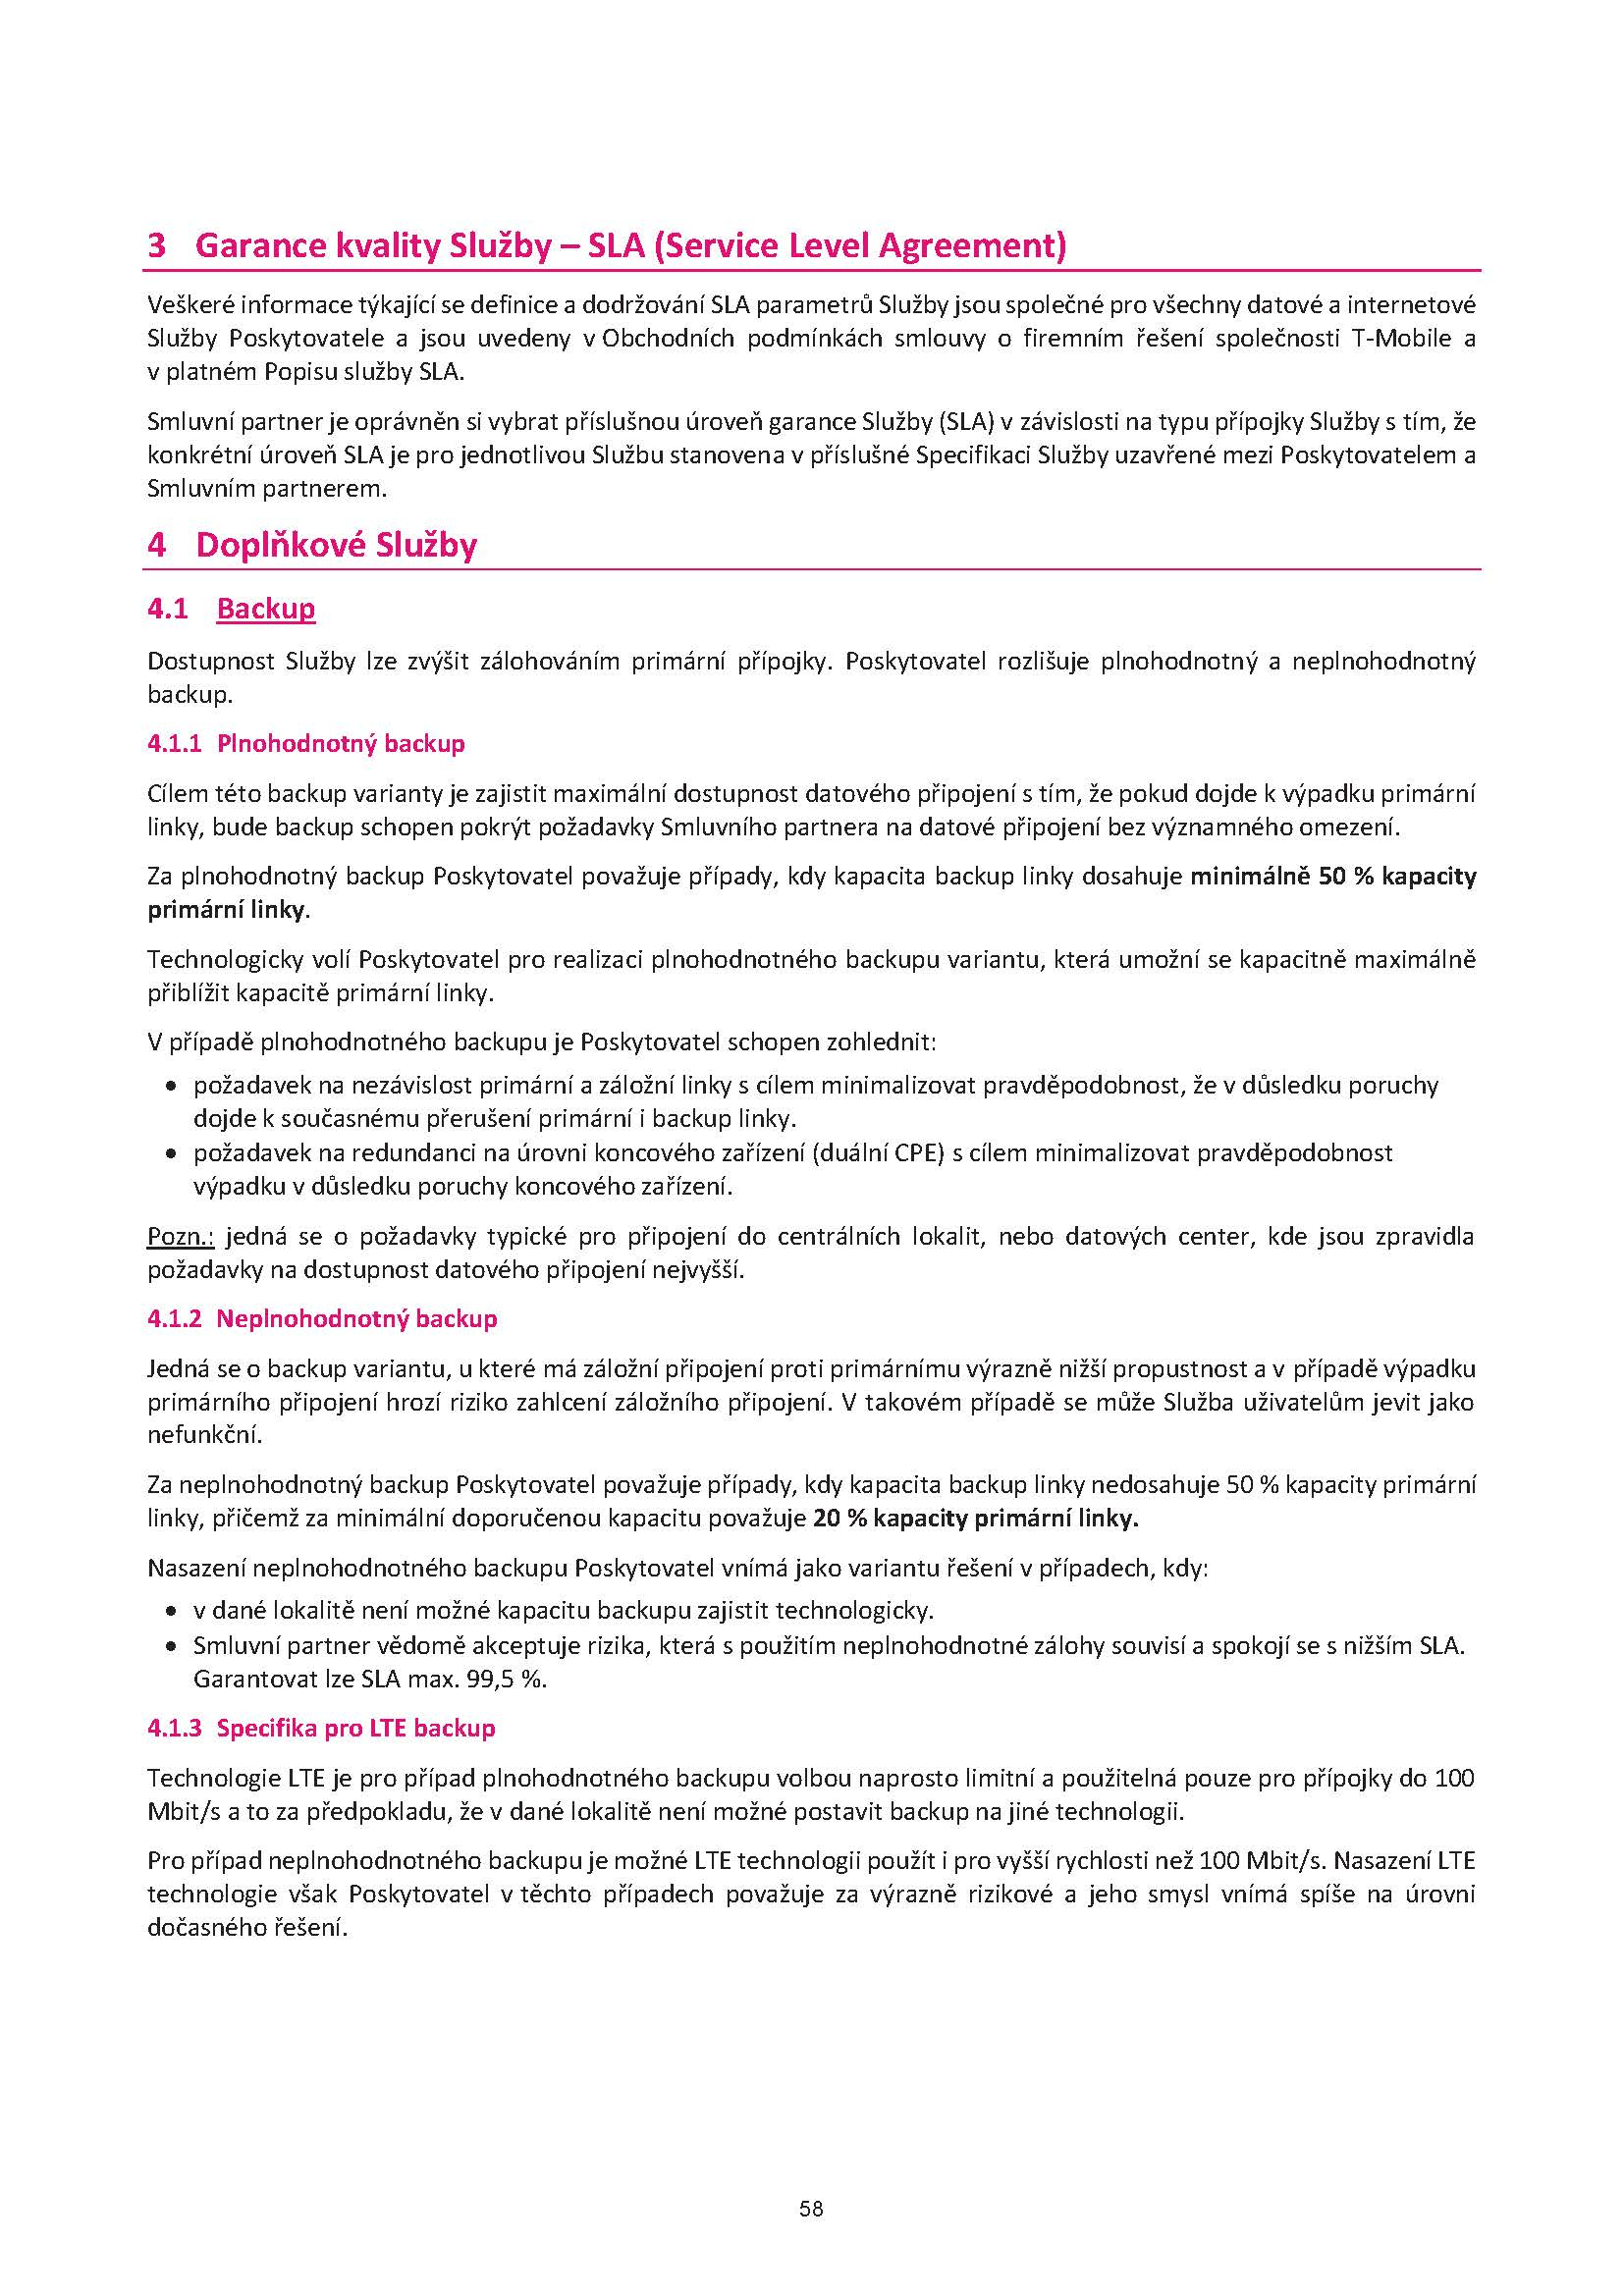 3 Garance kvality Služby – SLA (Service Level Agreement)
Veškeré informace týkající se definice a dodržování SLA parametrů Služby jsou společné pro všechny datové a internetové
Služby Poskytovatele a jsou uvedeny v Obchodních podmínkách smlouvy o firemním řešení společnosti T-Mobile a
v platném Popisu služby SLA.
Smluvní partner je oprávněn si vybrat příslušnou úroveň garance Služby (SLA) v závislosti na typu přípojky Služby s tím, že
konkrétní úroveň SLA je pro jednotlivou Službu stanovena v příslušné Specifikaci Služby uzavřené mezi Poskytovatelem a
Smluvním partnerem.
4 Doplňkové Služby
4.1 Backup
Dostupnost Služby lze zvýšit zálohováním primární přípojky. Poskytovatel rozlišuje plnohodnotný a neplnohodnotný
backup.
4.1.1 Plnohodnotný backup
Cílem této backup varianty je zajistit maximální dostupnost datového připojení s tím, že pokud dojde k výpadku primární
linky, bude backup schopen pokrýt požadavky Smluvního partnera na datové připojení bez významného omezení.
Za plnohodnotný backup Poskytovatel považuje případy, kdy kapacita backup linky dosahuje minimálně 50 % kapacity
primární linky.
Technologicky volí Poskytovatel pro realizaci plnohodnotného backupu variantu, která umožní se kapacitně maximálně
přiblížit kapacitě primární linky.
V případě plnohodnotného backupu je Poskytovatel schopen zohlednit:
• požadavek na nezávislost primární a záložní linky s cílem minimalizovat pravděpodobnost, že v důsledku poruchy
dojde k současnému přerušení primární i backup linky.
• požadavek na redundanci na úrovni koncového zařízení (duální CPE) s cílem minimalizovat pravděpodobnost
výpadku v důsledku poruchy koncového zařízení.
Pozn.: jedná se o požadavky typické pro připojení do centrálních lokalit, nebo datových center, kde jsou zpravidla
požadavky na dostupnost datového připojení nejvyšší.
4.1.2 Neplnohodnotný backup
Jedná se o backup variantu, u které má záložní připojení proti primárnímu výrazně nižší propustnost a v případě výpadku
primárního připojení hrozí riziko zahlcení záložního připojení. V takovém případě se může Služba uživatelům jevit jako
nefunkční.
Za neplnohodnotný backup Poskytovatel považuje případy, kdy kapacita backup linky nedosahuje 50 % kapacity primární
linky, přičemž za minimální doporučenou kapacitu považuje 20 % kapacity primární linky.
Nasazení neplnohodnotného backupu Poskytovatel vnímá jako variantu řešení v případech, kdy:
• v dané lokalitě není možné kapacitu backupu zajistit technologicky.
• Smluvní partner vědomě akceptuje rizika, která s použitím neplnohodnotné zálohy souvisí a spokojí se s nižším SLA.
Garantovat lze SLA max. 99,5 %.
4.1.3 Specifika pro LTE backup
Technologie LTE je pro případ plnohodnotného backupu volbou naprosto limitní a použitelná pouze pro přípojky do 100
Mbit/s a to za předpokladu, že v dané lokalitě není možné postavit backup na jiné technologii.
Pro případ neplnohodnotného backupu je možné LTE technologii použít i pro vyšší rychlosti než 100 Mbit/s. Nasazení LTE
technologie však Poskytovatel v těchto případech považuje za výrazně rizikové a jeho smysl vnímá spíše na úrovni
dočasného řešení.
58